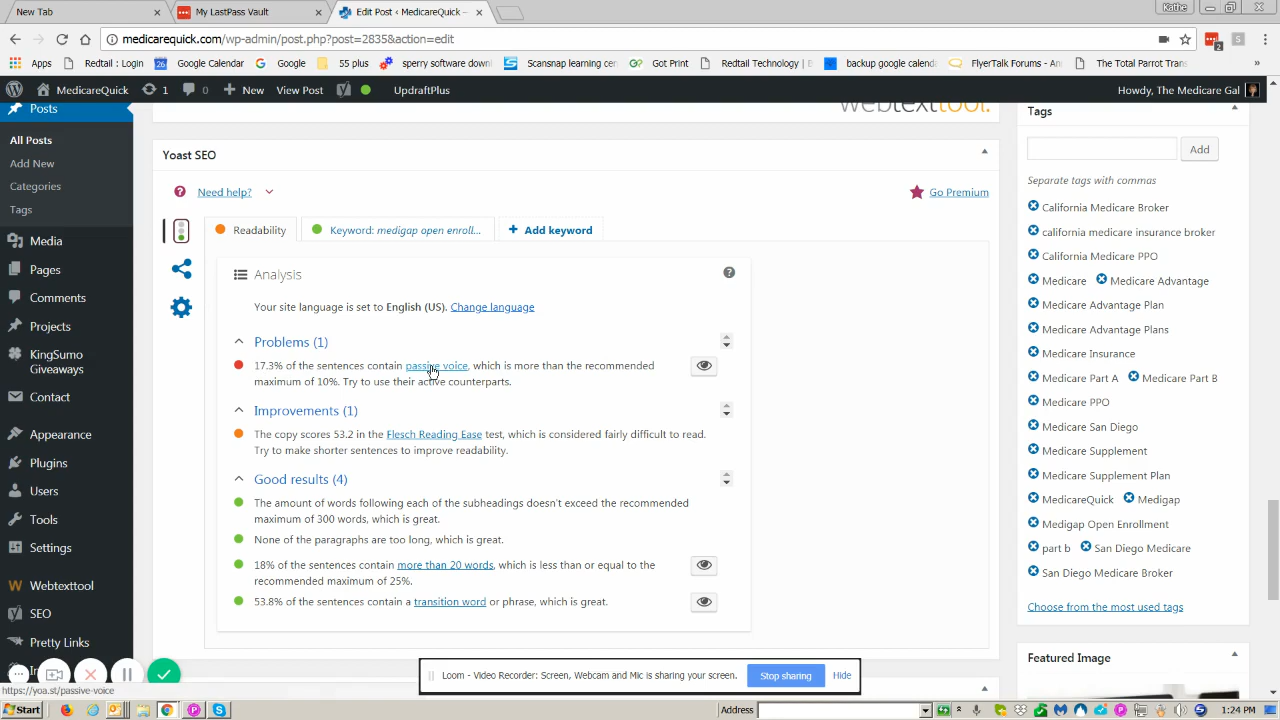 New Tab
My LastPass Vault
Edit Post ‹ MedicareQuick –
Kathe
medicarequick.com/wp-admin/post.php?post=2835&action=edit
2
S
Apps
Redtail : Login
26
Google Calendar
Google
55 plus
sperry software down
Scansnap learning cen
GP
Got Print
Redtail Technology |
backup google calenda
FlyerTalk Forums - An
The Total Parrot Trans
»
MedicareQuick
1
0
+ New
View Post
UpdraftPlus
Howdy, The Medicare Gal
Posts
All Posts
Add New
Categories
Tags
Media
Pages
Comments
Projects
KingSumo
Giveaways
Contact
Appearance
Plugins
Users
Tools
Settings
Webtexttool
SEO
Pretty Links
webtexttool.
Yoast SEO
Need help?
Go Premium
Readability
Keyword: medigap open enroll...
+ Add keyword
Analysis
Your site language is set to English (US). Change language
Problems (1)
17.3% of the sentences contain passive voice, which is more than the recommended
maximum of 10%. Try to use their active counterparts.
Improvements (1)
The copy scores 53.2 in the Flesch Reading Ease test, which is considered fairly difficult to read.
Try to make shorter sentences to improve readability.
Good results (4)
The amount of words following each of the subheadings doesn't exceed the recommended
maximum of 300 words, which is great.
None of the paragraphs are too long, which is great.
18% of the sentences contain more than 20 words, which is less than or equal to the
recommended maximum of 25%.
53.8% of the sentences contain a transition word or phrase, which is great.
Tags
Add
Separate tags with commas
California Medicare Broker
california medicare insurance broker
California Medicare PPO
Medicare
Medicare Advantage
Medicare Advantage Plan
Medicare Advantage Plans
Medicare Insurance
Medicare Part A
Medicare Part B
Medicare PPO
Medicare San Diego
Medicare Supplement
Medicare Supplement Plan
MedicareQuick
Medigap
Medigap Open Enrollment
part b
San Diego Medicare
San Diego Medicare Broker
Choose from the most used tags
Featured Image
Loom - Video Recorder: Screen, Webcam and Mic is sharing your screen.
Stop sharing
Hide
https://yoa.st/passive-voice
Start
Address
1:24 PM